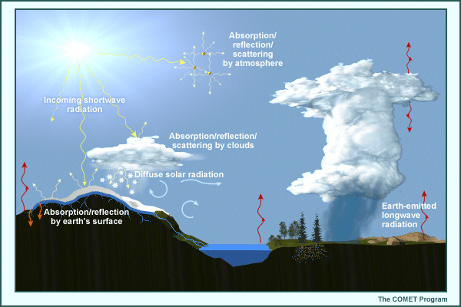 Absorption/
reflection/
scattering
by atmosphere
Incoming shortwave
radiation
Absorption/reflection/
scattering by clouds
Diffuse solar radiation
Absorption/reflection
by earth's surface
Earth-emitted
longwave
radiation
The COMET Program